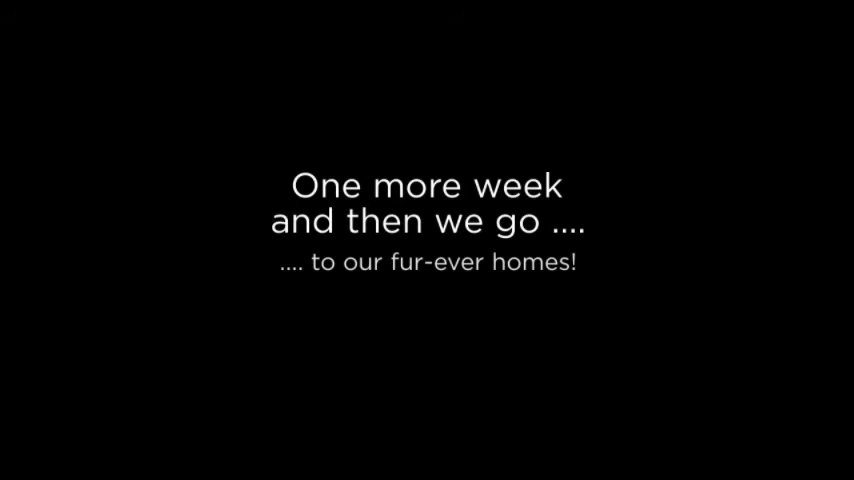 One more week
and then we go ....
.... to our fur-ever homes!